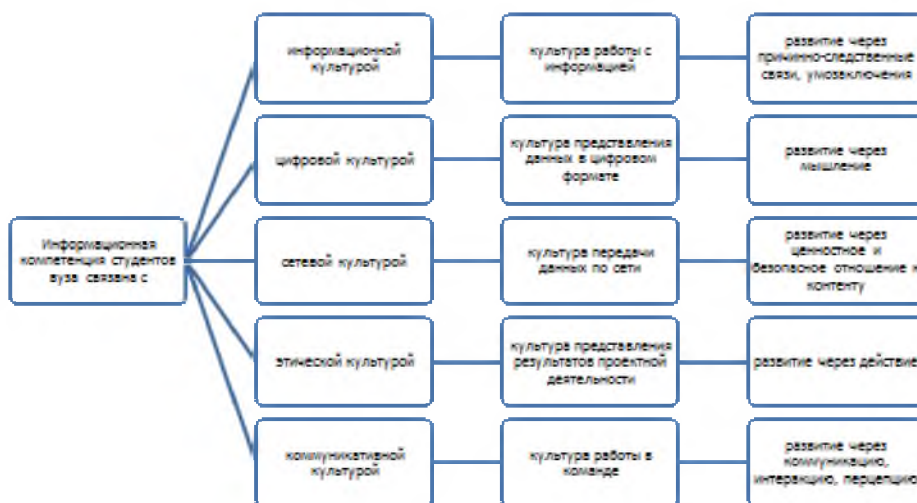 Информационная
компетенция студентов
вуза связана с
информационной
культурой
культура работы с
информацией
развитие через
причинно-следственные
связи, умозаключения
цифровой культурой
культура представления
данных в цифровом
формате
развитие через
мышление
сетевой культурой
культура передачи
данных по сети
развитие через
ценностное и
безопасное отношение к
контенту
этической культурой
культура представления
результатов проектной
деятельности
развитие через действие
коммуникативной
культурой
культура работы в
команде
развитие через
коммуникацию,
интеракцию, перцепцию